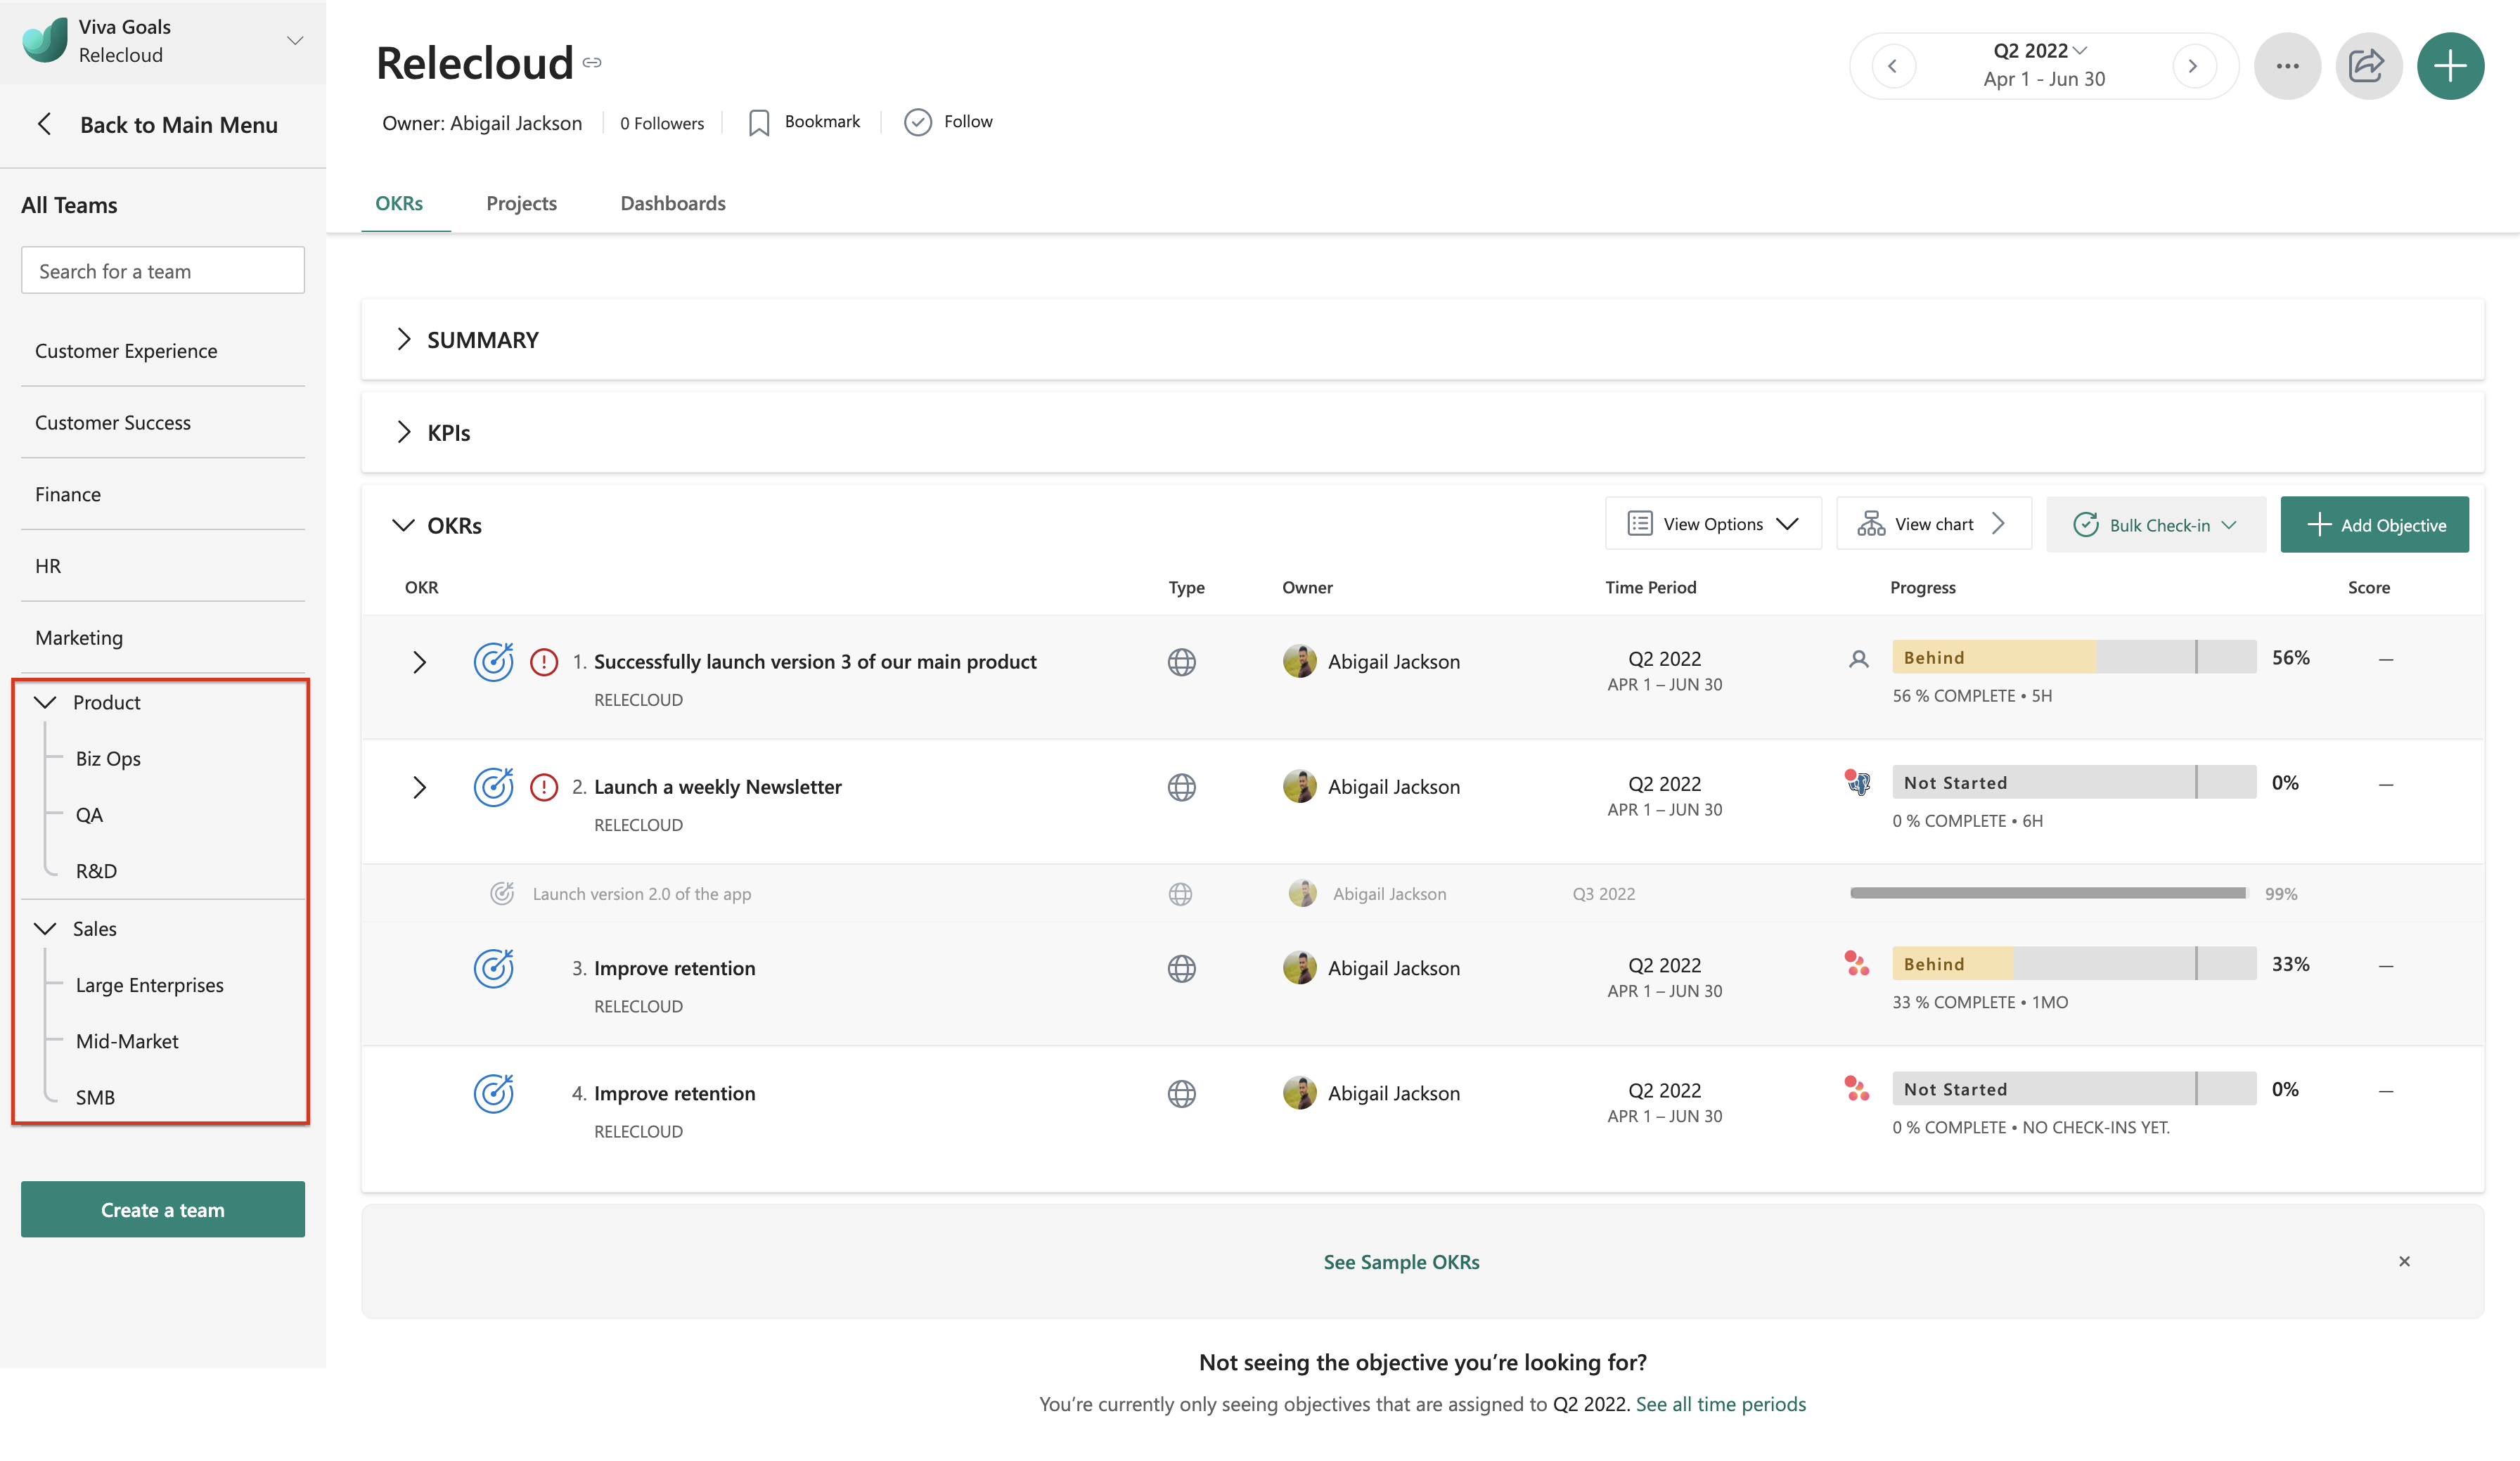 Viva Goals
Relecloud
Back to Main Menu
All Teams
Search for a team
Customer Experience
Customer Success
Finance
HR
Marketing
Product
Biz Ops
QA
R&D
Sales
Large Enterprises
Mid-Market
SMB
Create a team
Relecloud
Owner: Abigail Jackson 0 Followers Bookmark Follow
Q2 2022
Apr 1 - Jun 30
OKRs Projects Dashboards
SUMMARY
KPIs
OKRs View Options View chart Bulk Check-in Add Objective
OKR Type Owner Time Period Progress Score
1. Successfully launch version 3 of our main product Abigail Jackson Q2 2022 Behind 56% —
RELECLOUD APR 1 – JUN 30 56 % COMPLETE • 5H
2. Launch a weekly Newsletter Abigail Jackson Q2 2022 Not Started 0% —
RELECLOUD APR 1 – JUN 30 0 % COMPLETE • 6H
Launch version 2.0 of the app Abigail Jackson Q3 2022 99%
3. Improve retention Abigail Jackson Q2 2022 Behind 33% —
RELECLOUD APR 1 – JUN 30 33 % COMPLETE • 1MO
4. Improve retention Abigail Jackson Q2 2022 Not Started 0% —
RELECLOUD APR 1 – JUN 30 0 % COMPLETE • NO CHECK-INS YET.
See Sample OKRs
Not seeing the objective you’re looking for?
You’re currently only seeing objectives that are assigned to Q2 2022. See all time periods